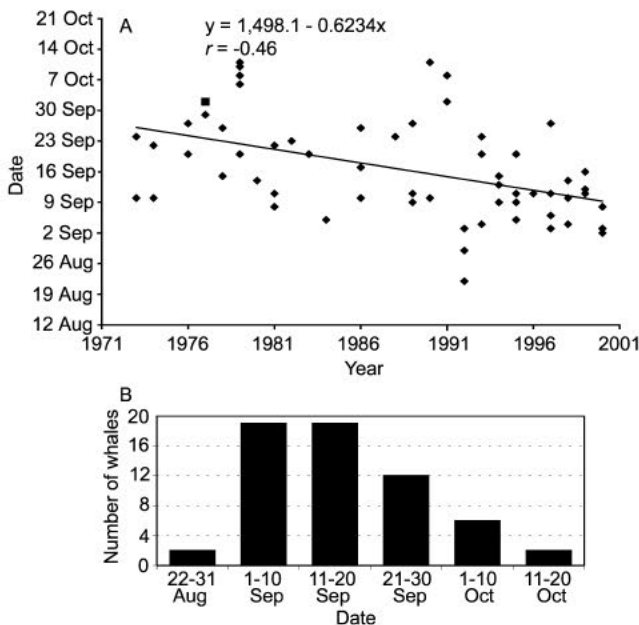 A
y = 1,498.1 - 0.6234x
r = -0.46
21 Oct
14 Oct
7 Oct
30 Sep
23 Sep
16 Sep
9 Sep
2 Sep
26 Aug
19 Aug
12 Aug
Date
1971 1976 1981 1986 1991 1996 2001
Year
B
20
16
12
8
4
0
Number of whales
22-31 1-10 11-20 21-30 1-10 11-20
Aug Sep Sep Sep Oct Oct
Date